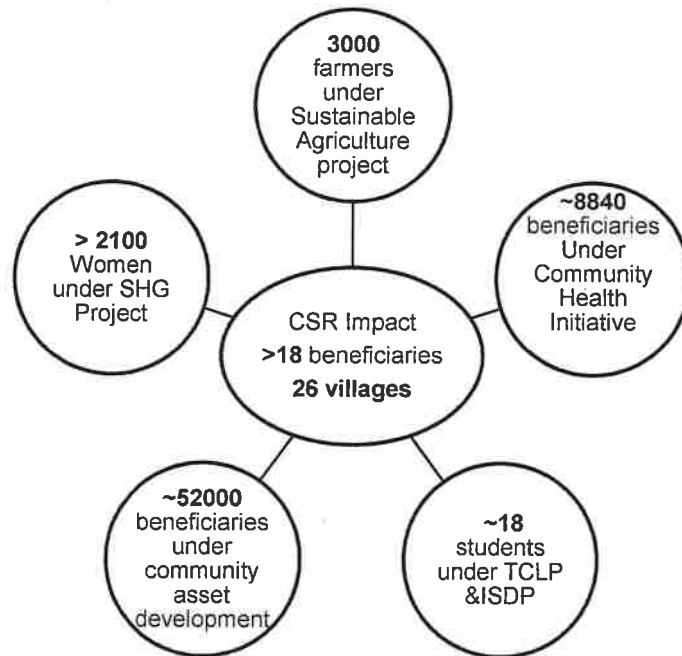 3000
farmers
under
Sustainable
Agriculture
project
~8840
beneficiaries
Under
Community
Health
Initiative
> 2100
Women
under SHG
Project
CSR Impact
>18 beneficiaries
26 villages
~52000
beneficiaries
under
community
asset
development
~18
students
under TCLP
&ISDP